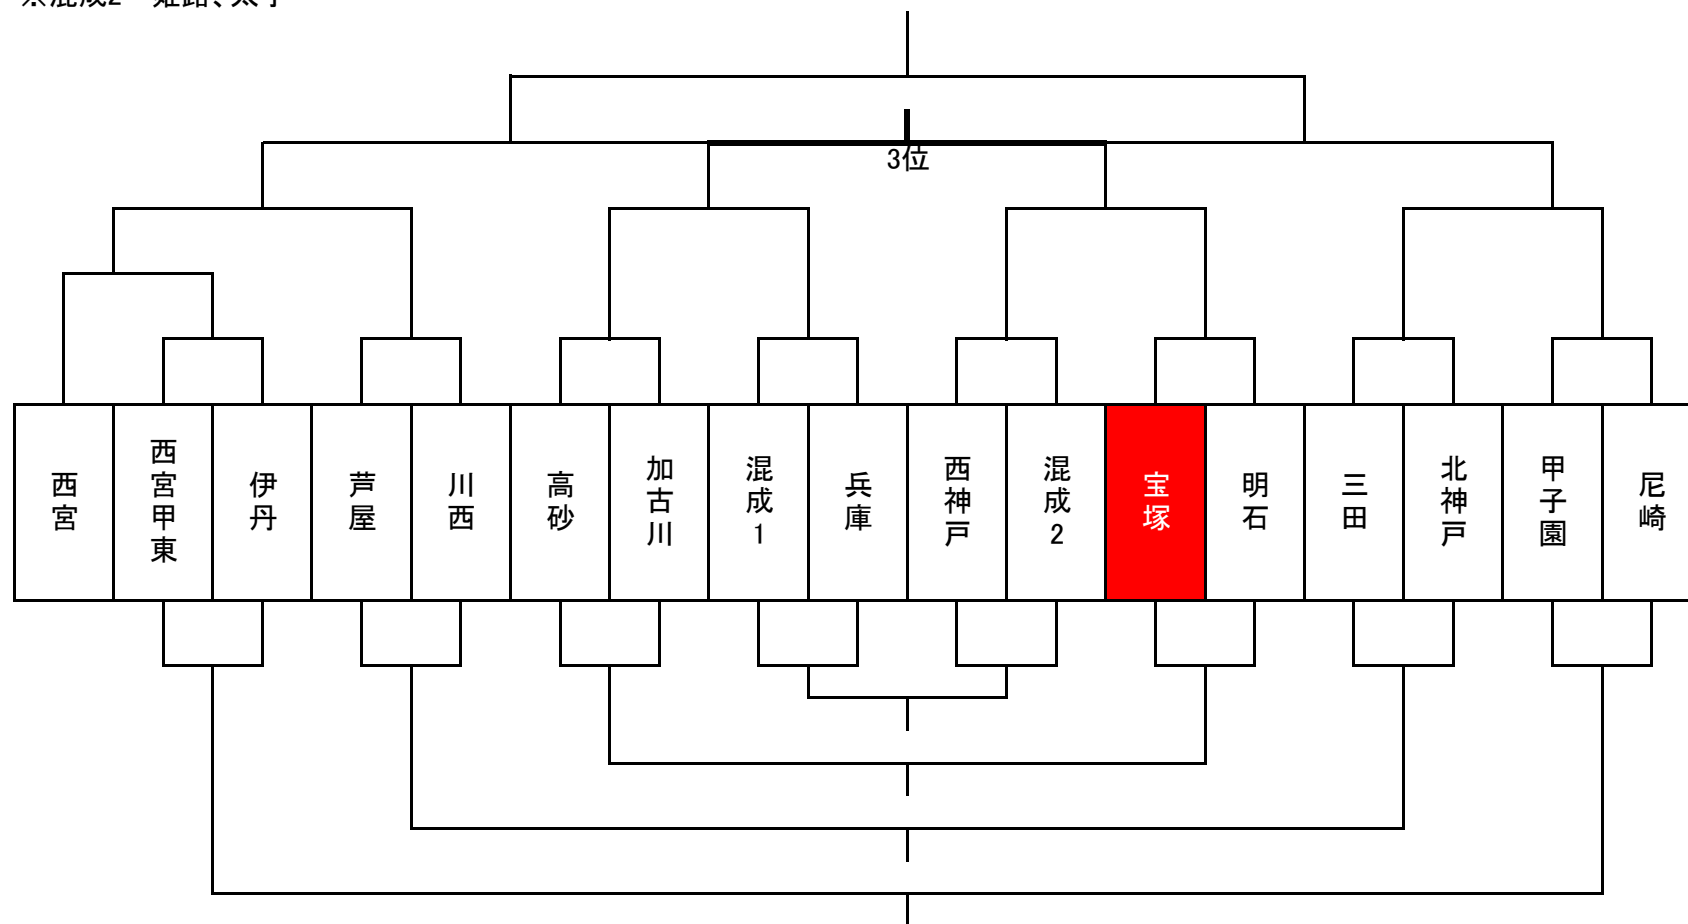 3位
西宮
西宮甲東
伊丹
芦屋
川西
高砂
加古川
混成1
兵庫
西神戸
混成2
宝塚
明石
三田
北神戸
甲子園
尼崎